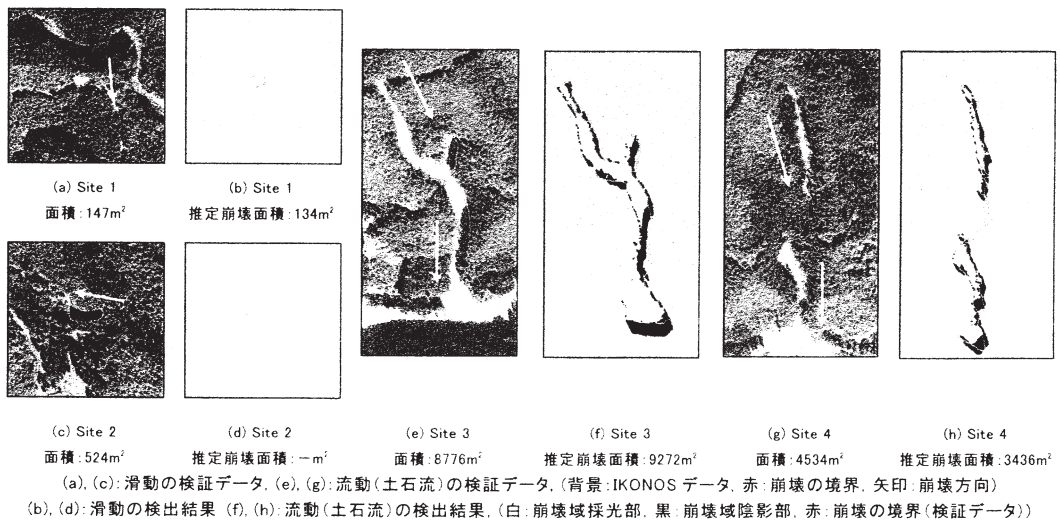 (a) Site 1
面積:147m²
(b) Site 1
推定崩壊面積:134m²
(c) Site 2
面積:524m²
(d) Site 2
推定崩壊面積:－m²
(e) Site 3
面積:8776m²
(f) Site 3
推定崩壊面積:9272m²
(g) Site 4
面積:4534m²
(h) Site 4
推定崩壊面積:3436m²
(a), (c):滑動の検証データ, (e), (g):流動(土石流)の検証データ, (背景:IKONOSデータ, 赤:崩壊の境界, 矢印:崩壊方向)
(b), (d):滑動の検出結果 (f), (h):流動(土石流)の検出結果, (白:崩壊域採光部, 黒:崩壊域陰影部, 赤:崩壊の境界(検証データ))